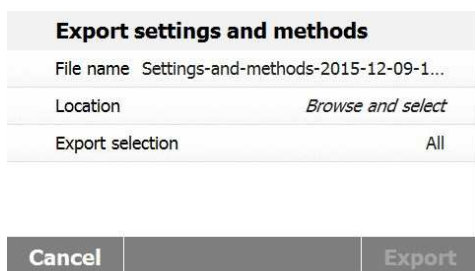 Export settings and methods
File name Settings-and-methods-2015-12-09-1...
Location Browse and select
Export selection All
Cancel Export